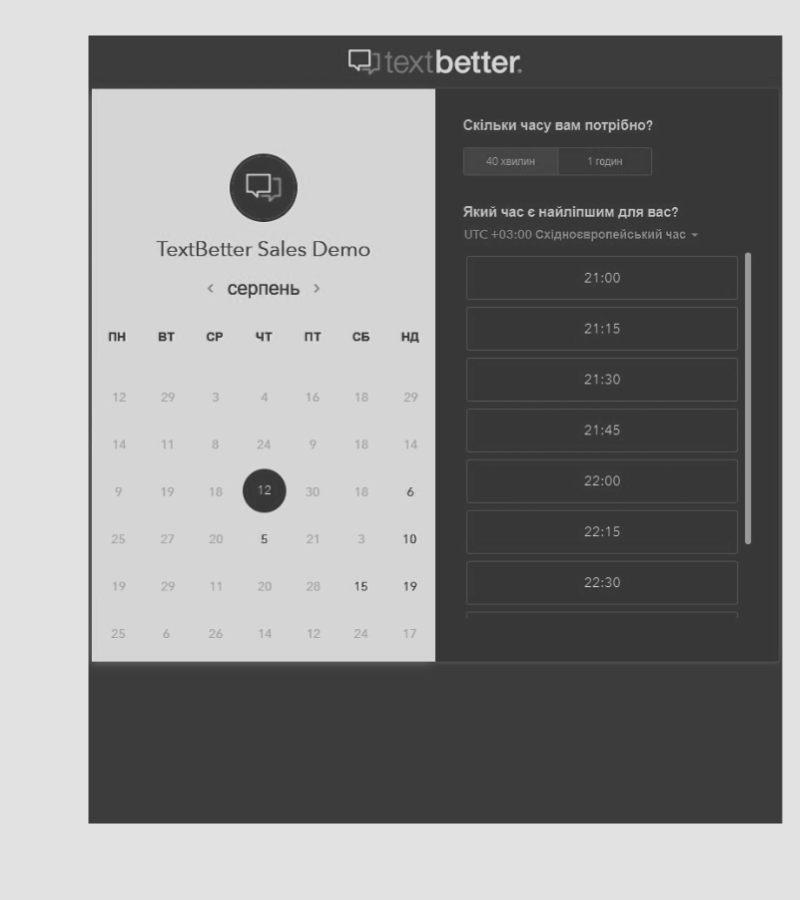 textbetter.
TextBetter Sales Demo
серпень
ПН ВТ СР ЧТ ПТ СБ НД
12 29 3 4 16 18 29
14 11 8 24 9 18 14
9 19 18 12 30 18 6
25 27 20 5 21 3 10
19 29 11 20 28 15 19
25 6 26 14 12 24 17
Скільки часу вам потрібно?
40 хвилин 1 годин
Який час є найліпшим для вас?
UTC +03:00 Східноєвропейський час
21:00
21:15
21:30
21:45
22:00
22:15
22:30